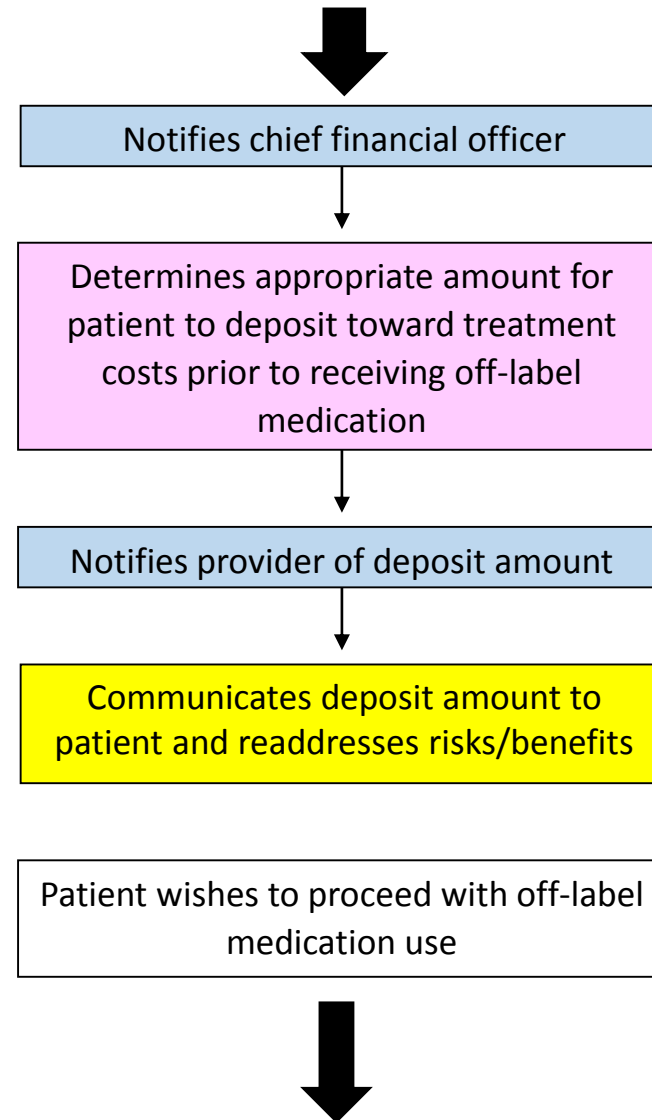 Notifies chief financial officer
Determines appropriate amount for
patient to deposit toward treatment
costs prior to receiving off-label
medication
Notifies provider of deposit amount
Communicates deposit amount to
patient and readdresses risks/benefits
Patient wishes to proceed with off-label
medication use